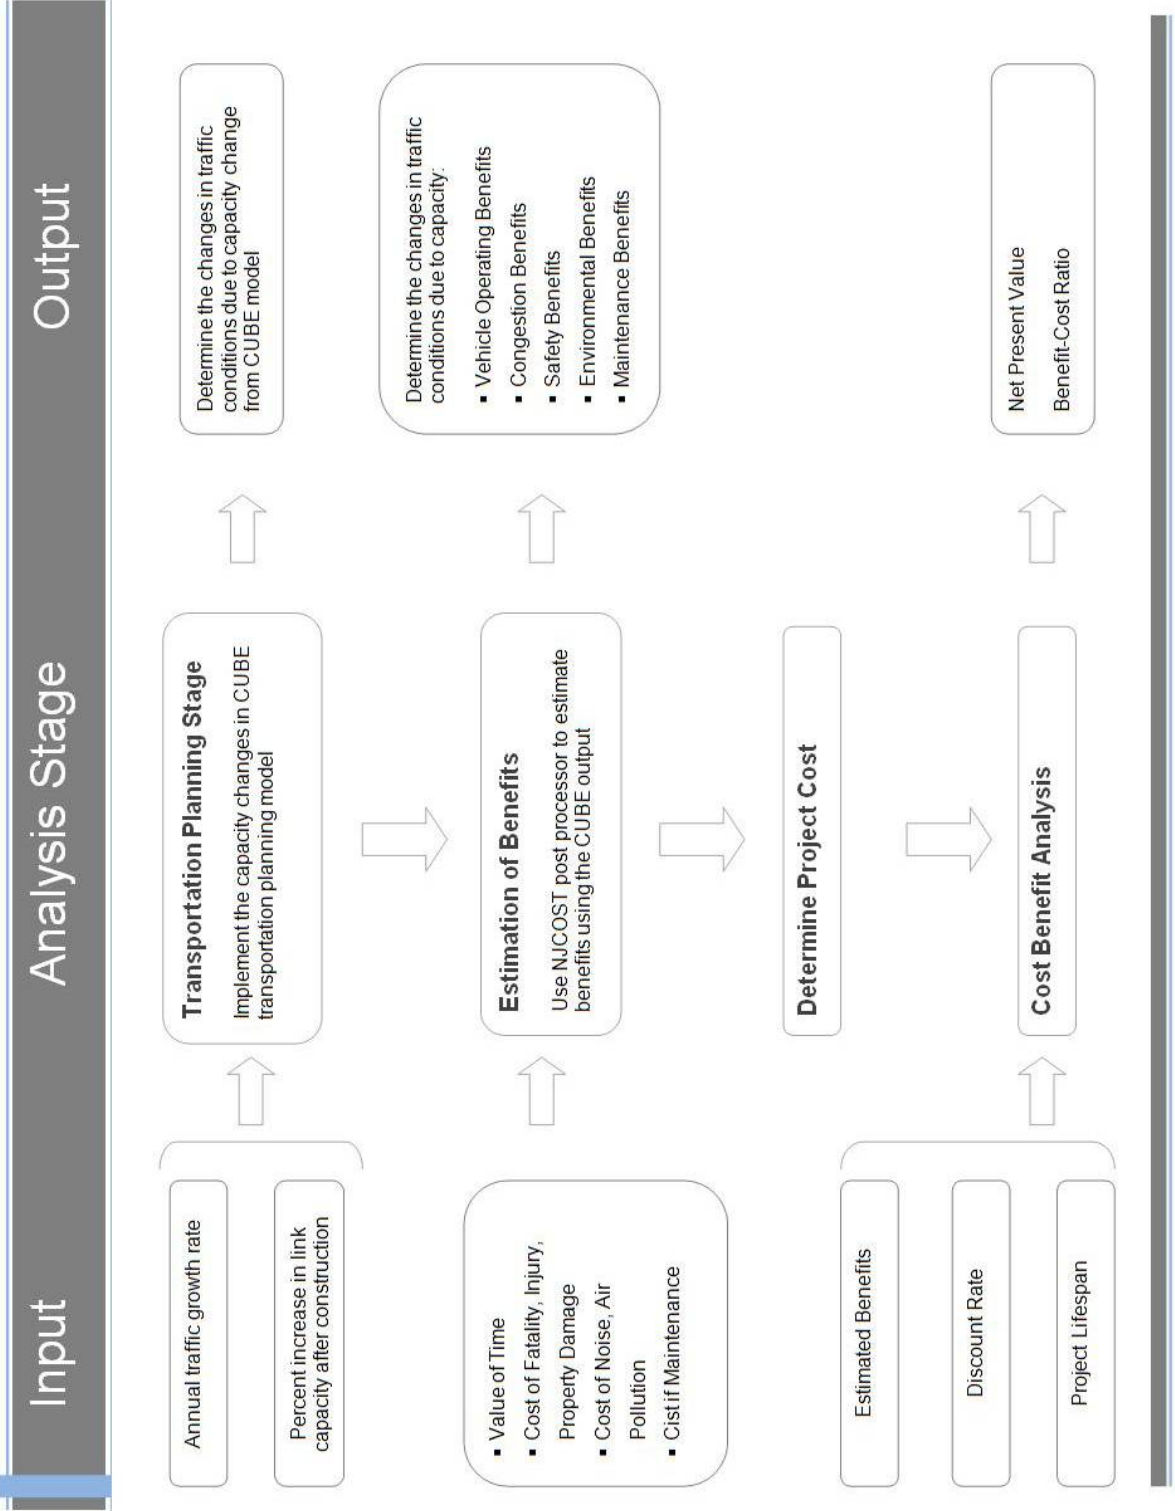 Input
Analysis Stage
Output
Annual traffic growth rate
Percent increase in link
capacity after construction
Transportation Planning Stage
Implement the capacity changes in CUBE
transportation planning model
Determine the changes in traffic
conditions due to capacity change
from CUBE model
▪ Value of Time
▪ Cost of Fatality, Injury,
Property Damage
▪ Cost of Noise, Air
Pollution
▪ Cist if Maintenance
Estimation of Benefits
Use NJCOST post processor to estimate
benefits using the CUBE output
Determine the changes in traffic
conditions due to capacity:
▪ Vehicle Operating Benefits
▪ Congestion Benefits
▪ Safety Benefits
▪ Environmental Benefits
▪ Maintenance Benefits
Determine Project Cost
Estimated Benefits
Discount Rate
Project Lifespan
Cost Benefit Analysis
Net Present Value
Benefit-Cost Ratio